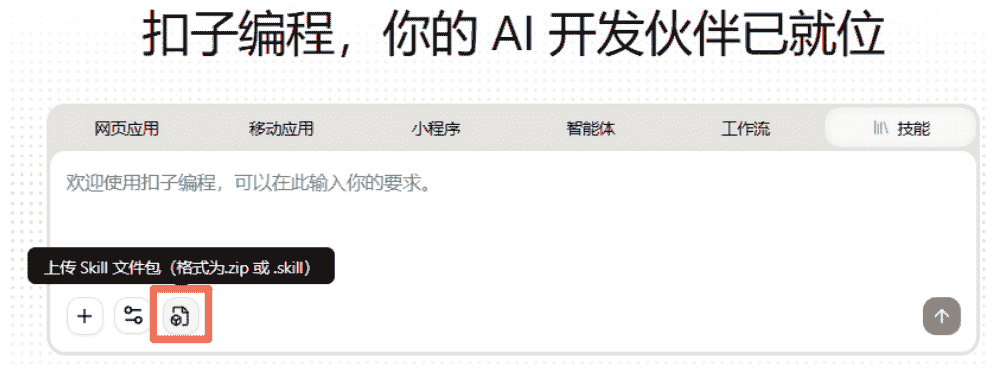 扣子编程，你的 AI 开发伙伴已就位
网页应用 移动应用 小程序 智能体 工作流 技能
欢迎使用扣子编程，可以在此输入你的要求。
上传 Skill 文件包（格式为.zip 或 .skill）